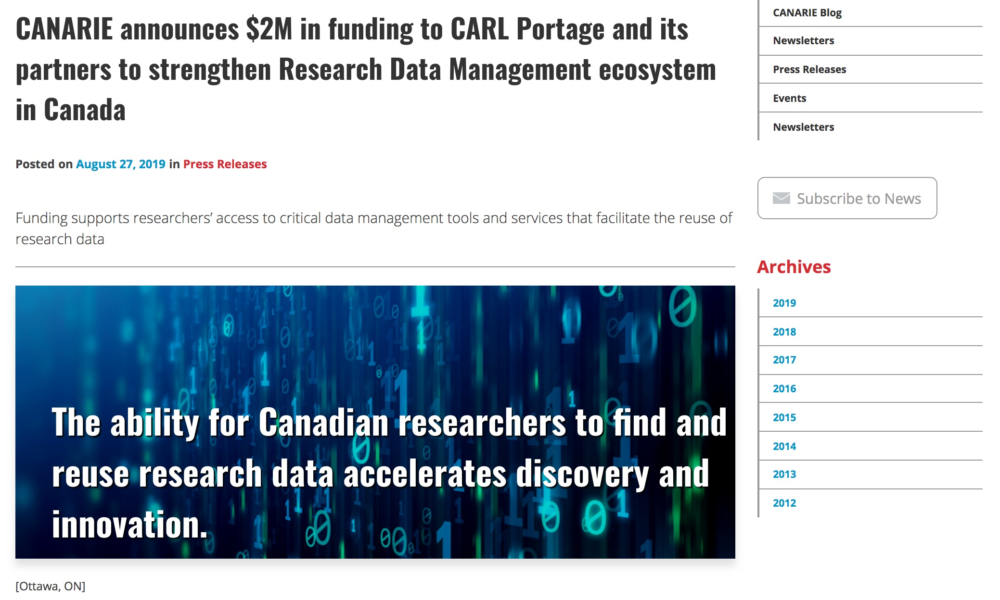 CANARIE announces $2M in funding to CARL Portage and its
partners to strengthen Research Data Management ecosystem
in Canada
Posted on August 27, 2019 in Press Releases
Funding supports researchers’ access to critical data management tools and services that facilitate the reuse of
research data
The ability for Canadian researchers to find and
reuse research data accelerates discovery and
innovation.
[Ottawa, ON]
CANARIE Blog
Newsletters
Press Releases
Events
Newsletters
Subscribe to News
Archives
2019
2018
2017
2016
2015
2014
2013
2012